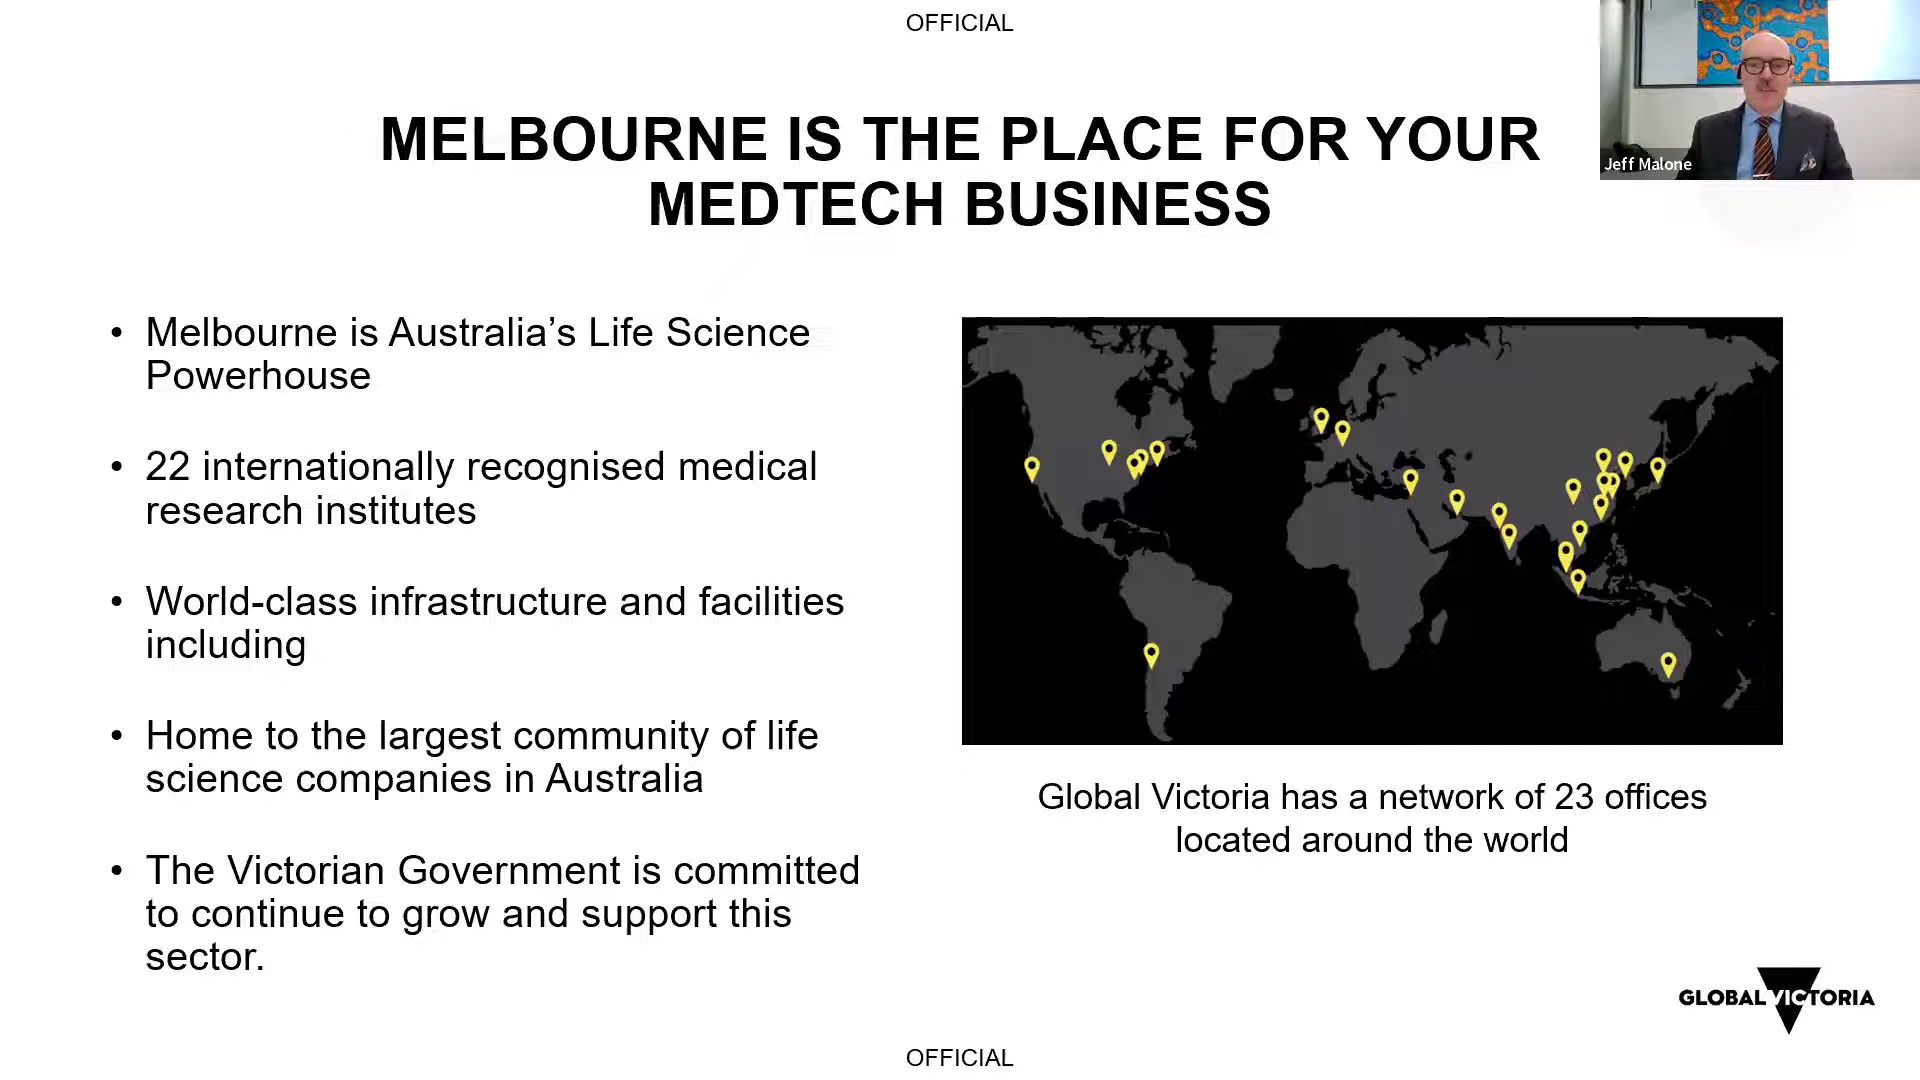 OFFICIAL
MELBOURNE IS THE PLACE FOR YOUR
MEDTECH BUSINESS
Jeff Malone
• Melbourne is Australia’s Life Science
Powerhouse
• 22 internationally recognised medical
research institutes
• World-class infrastructure and facilities
including
• Home to the largest community of life
science companies in Australia
• The Victorian Government is committed
to continue to grow and support this
sector.
Global Victoria has a network of 23 offices
located around the world
GLOBAL VICTORIA
OFFICIAL